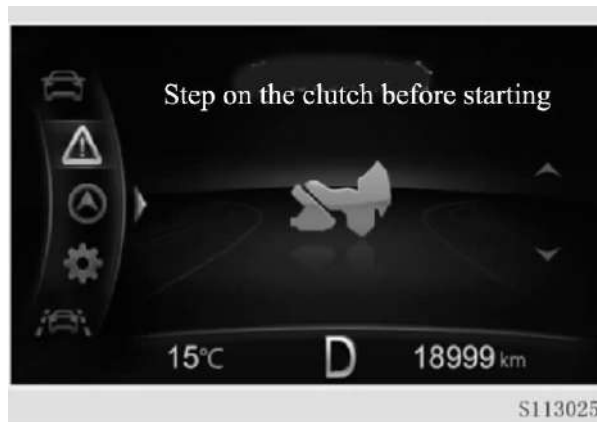 Step on the clutch before starting
15℃ D 18999 km
S113025